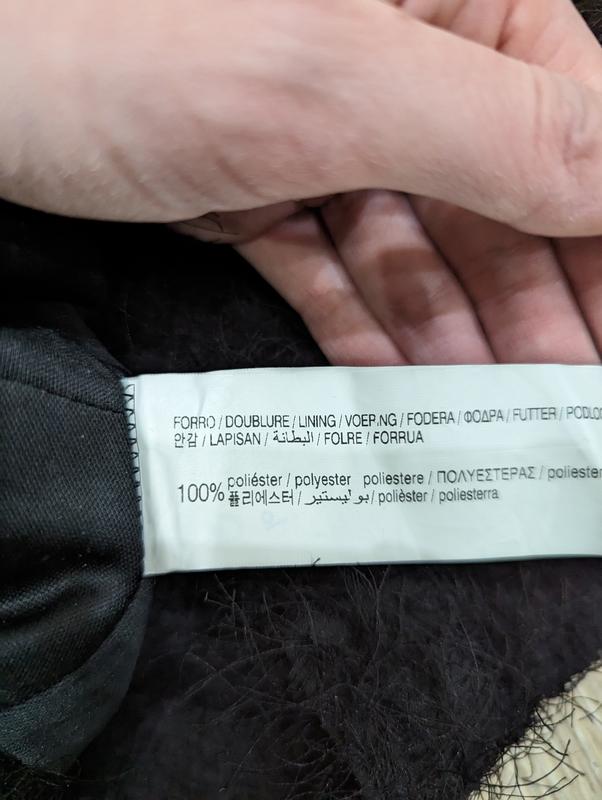 FORRO / DOUBLURE / LINING / VOERING / FODERA / ΦΟΔΡΑ / FUTTER /
안감 / LAPISAN / البطانة / FOLRE / FORRUA
100% poliéster / polyester poliestere / ΠΟΛΥΕΣΤΕΡΑΣ / poliester
폴리에스터 / بوليستير / polièster / poliesterra